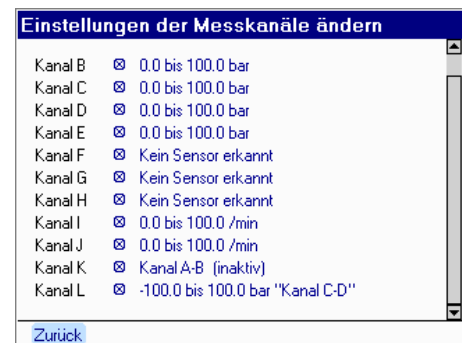 Einstellungen der Messkanäle ändern
Kanal B ⊠ 0.0 bis 100.0 bar
Kanal C ⊠ 0.0 bis 100.0 bar
Kanal D ⊠ 0.0 bis 100.0 bar
Kanal E ⊠ 0.0 bis 100.0 bar
Kanal F ⊠ Kein Sensor erkannt
Kanal G ⊠ Kein Sensor erkannt
Kanal H ⊠ Kein Sensor erkannt
Kanal I ⊠ 0.0 bis 100.0 /min
Kanal J ⊠ 0.0 bis 100.0 /min
Kanal K ⊠ Kanal A-B (inaktiv)
Kanal L ⊠ -100.0 bis 100.0 bar "Kanal C-D"
Zurück